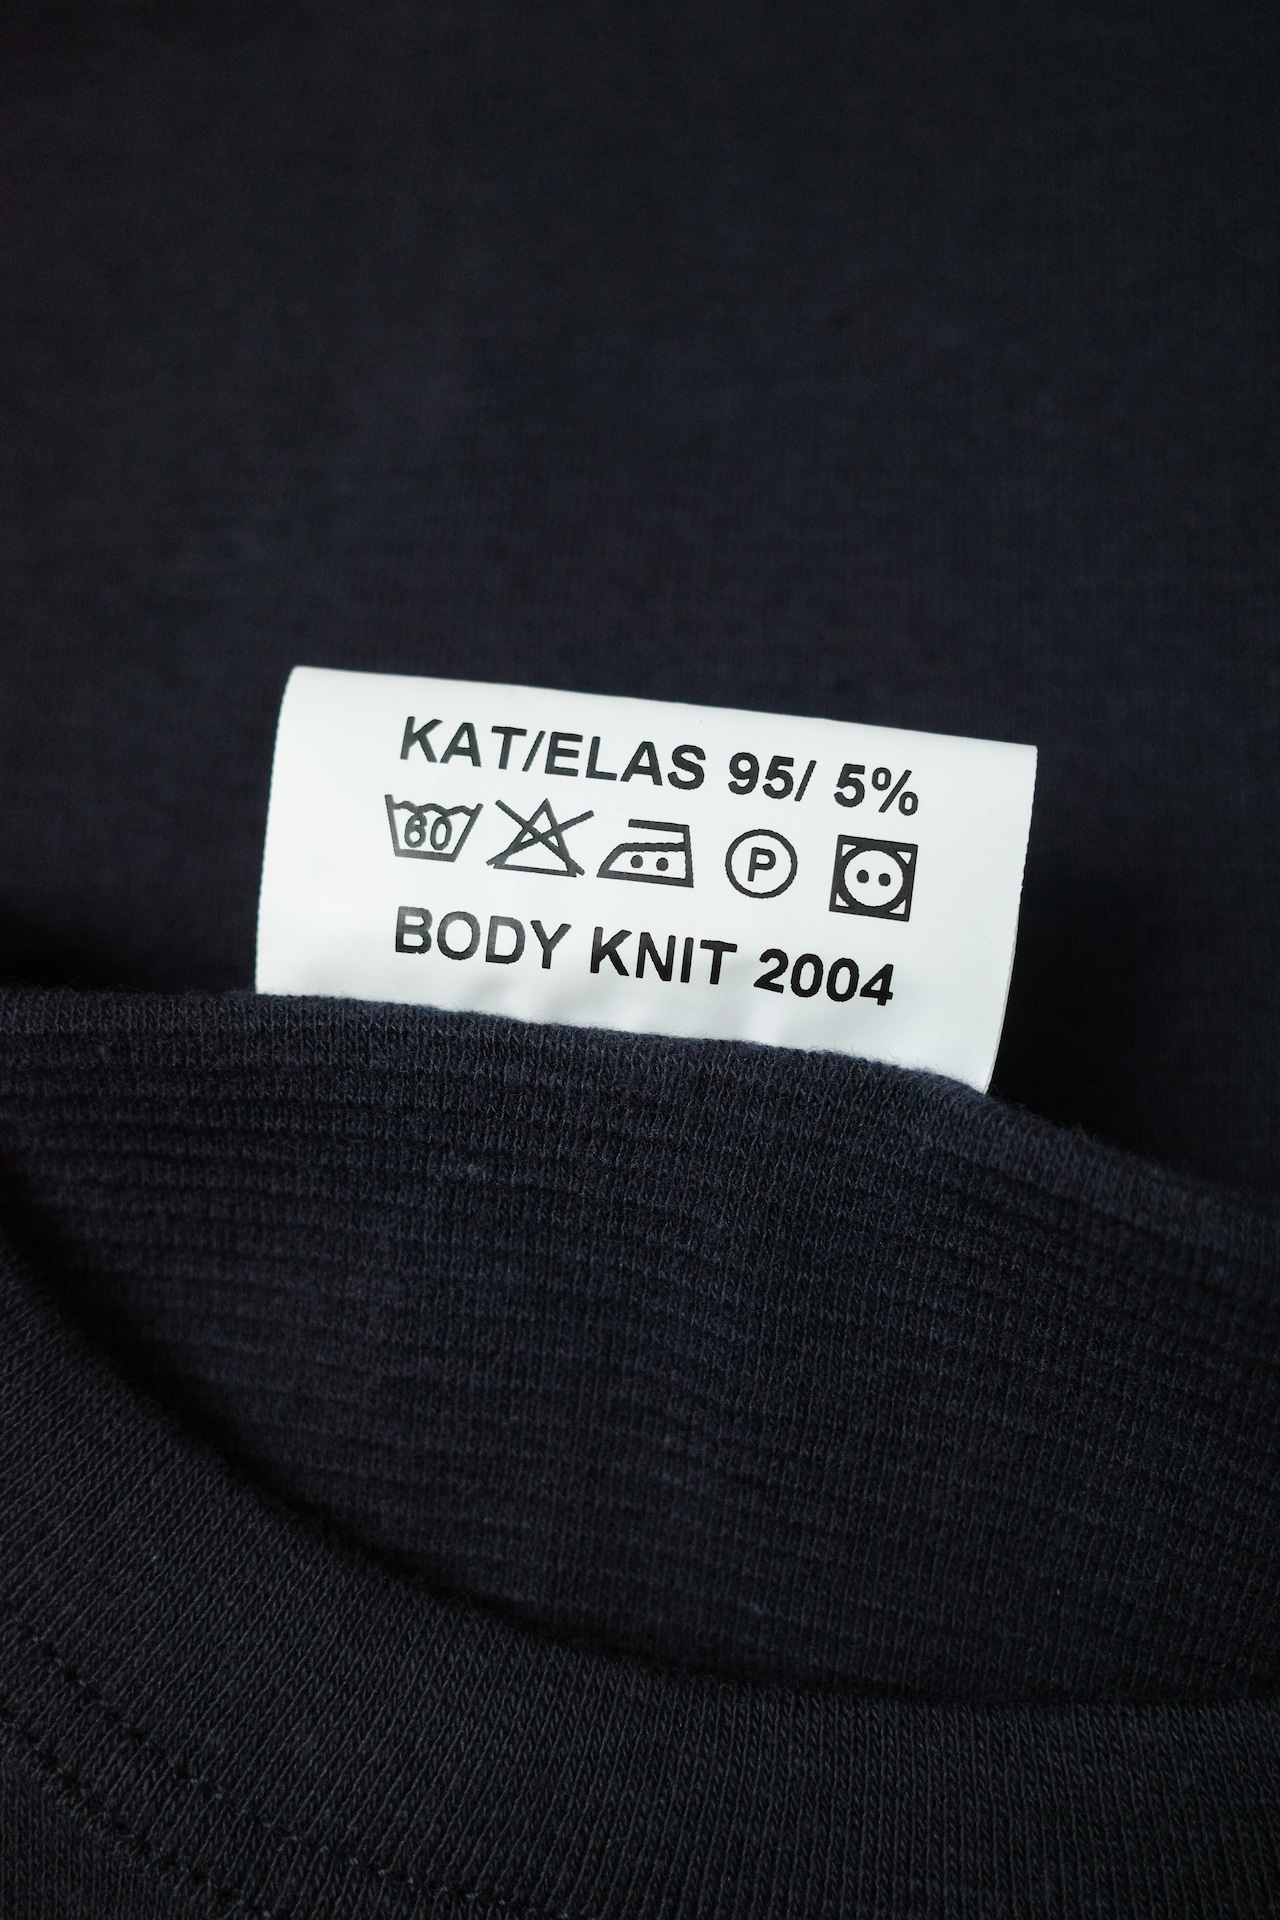 KAT/ELAS 95/ 5%
60 P
BODY KNIT 2004